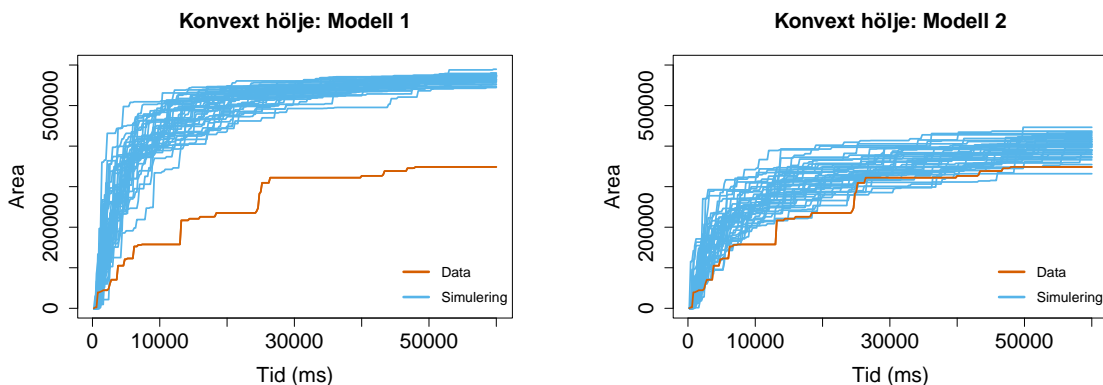 Konvext hölje: Modell 1
Area
0
200000
500000
0
10000
30000
50000
Tid (ms)
Data
Simulering
Konvext hölje: Modell 2
Area
0
200000
500000
0
10000
30000
50000
Tid (ms)
Data
Simulering